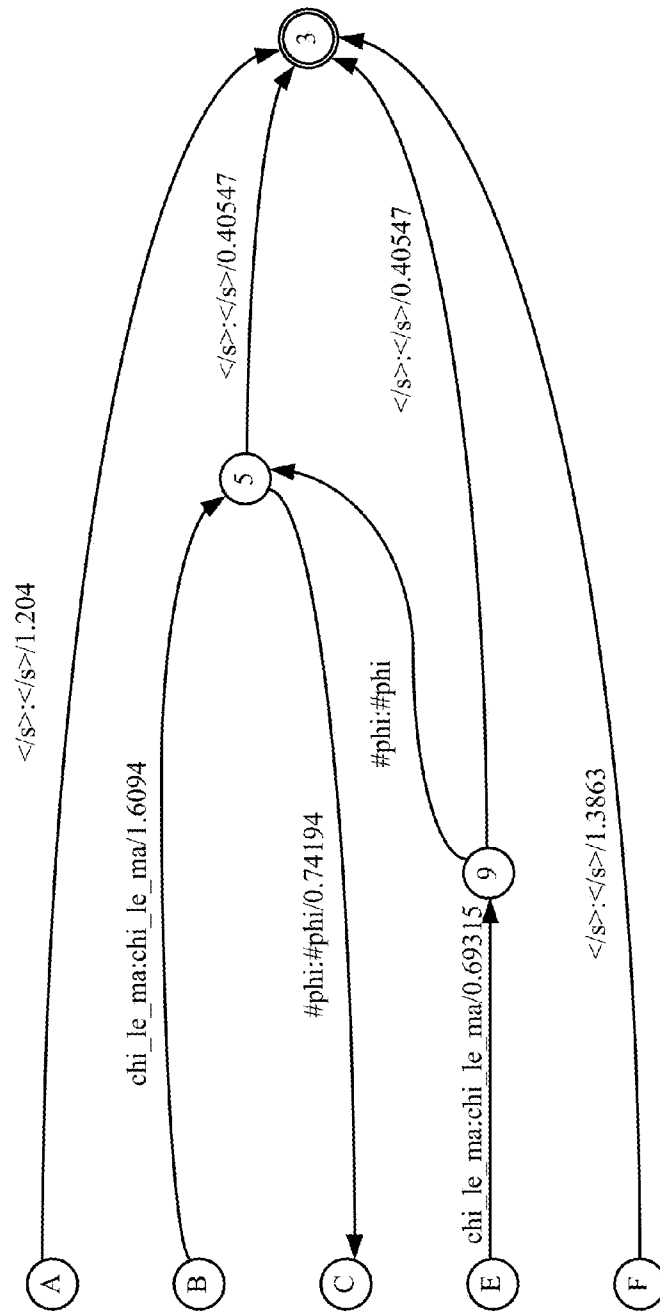 A
</s>:</s>/1.204
B
chi_le_ma:chi_le_ma/1.6094
5
</s>:</s>/0.40547
3
C
#phi:#phi/0.74194
#phi:#phi
</s>:</s>/0.40547
E
chi_le_ma:chi_le_ma/0.69315
9
F
</s>:</s>/1.3863